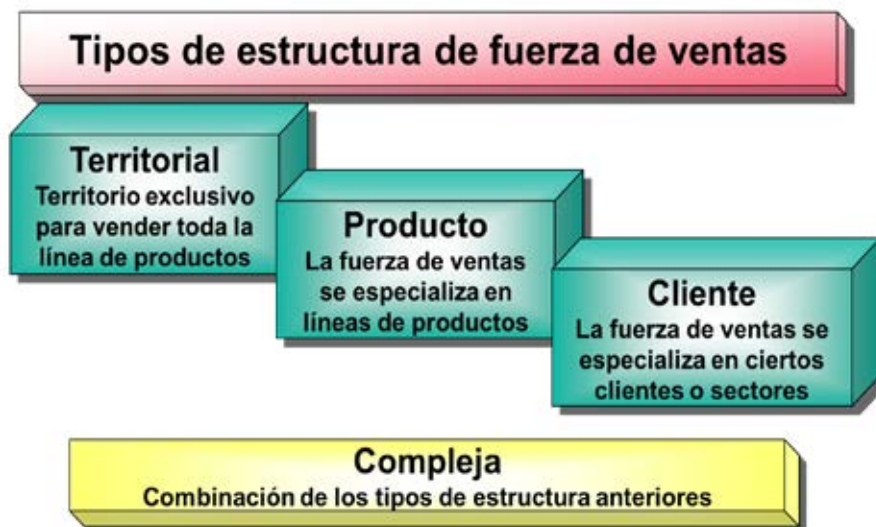 Tipos de estructura de fuerza de ventas
Territorial
Territorio exclusivo
para vender toda la
línea de productos
Producto
La fuerza de ventas
se especializa en
líneas de productos
Cliente
La fuerza de ventas se
especializa en ciertos
clientes o sectores
Compleja
Combinación de los tipos de estructura anteriores